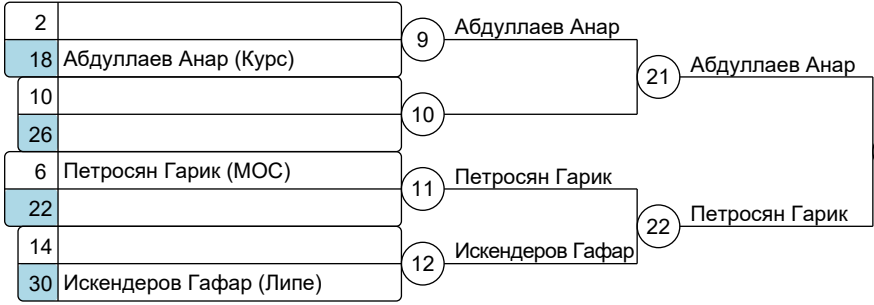 2
9
Абдуллаев Анар
18 Абдуллаев Анар (Курс)
21
Абдуллаев Анар
10
10
26
6 Петросян Гарик (МОС)
11
Петросян Гарик
22
22
Петросян Гарик
14
12
Искендеров Гафар
30 Искендеров Гафар (Липе)